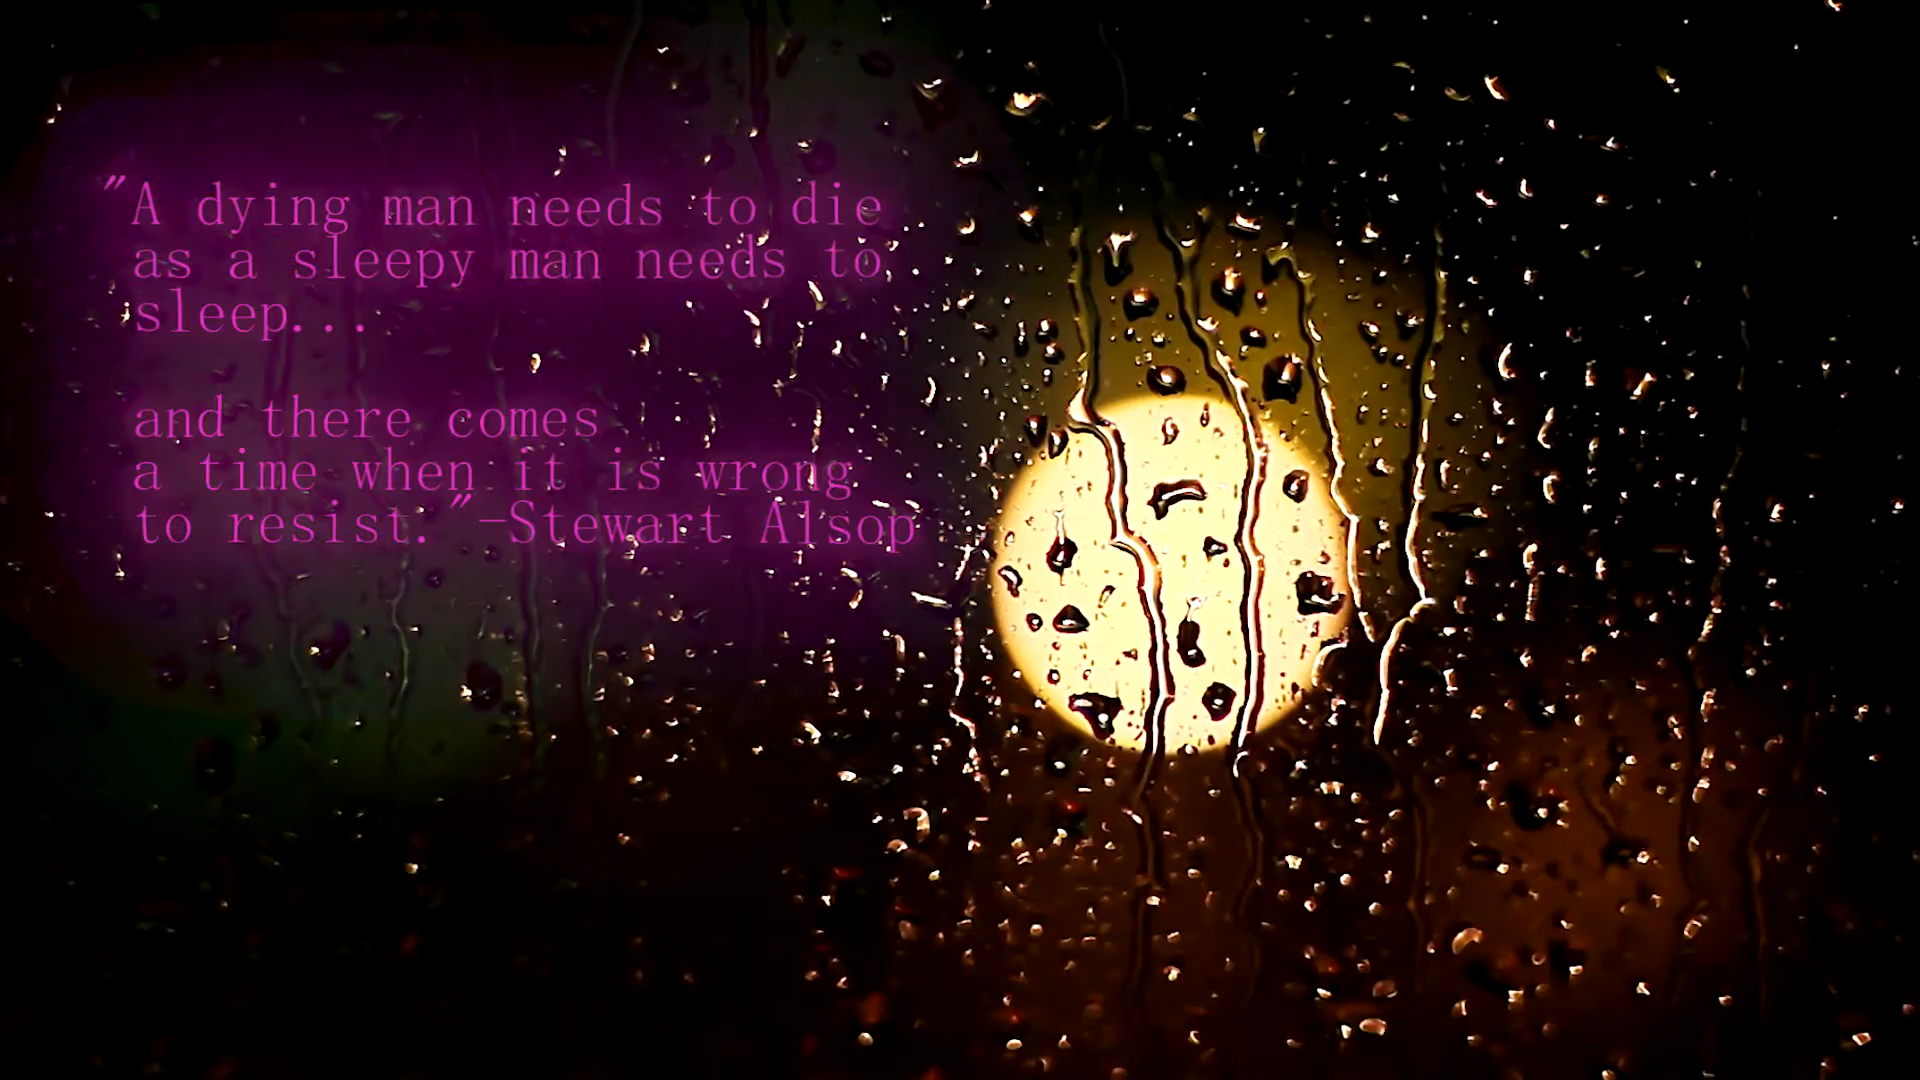 "A dying man needs to die
as a sleepy man needs to
sleep...
and there comes
a time when it is wrong
to resist."-Stewart Alsop